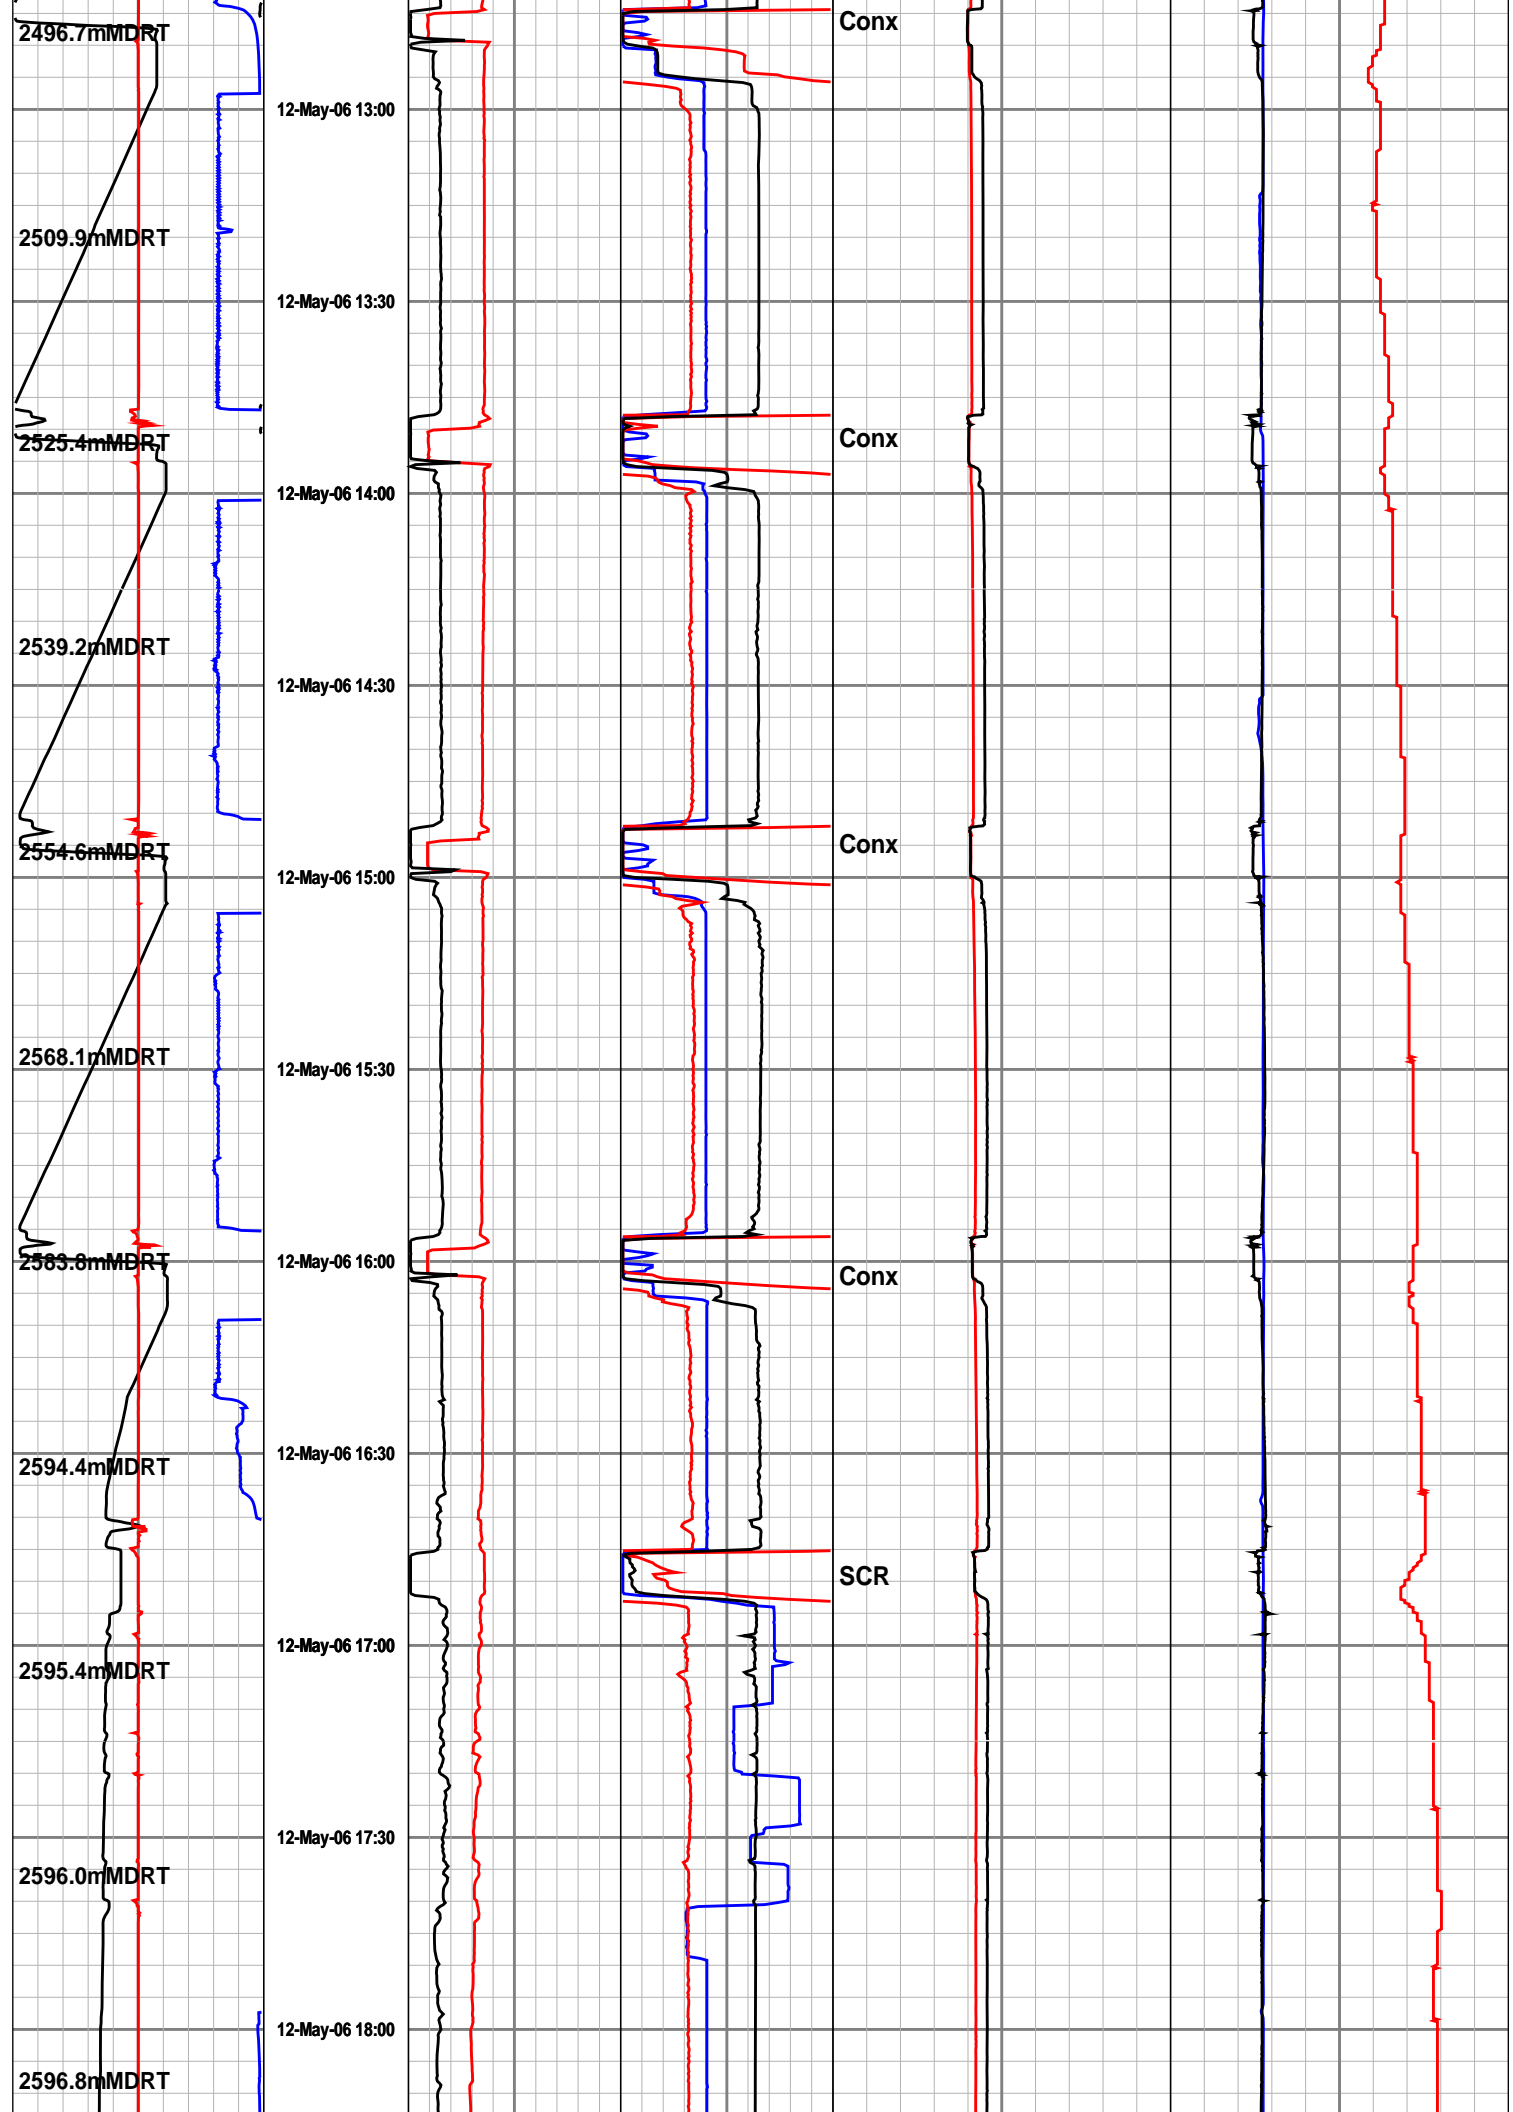 2496.7mMDRT
Conx
12-May-06 13:00
2509.9mMDRT
12-May-06 13:30
2525.4mMDRT
Conx
12-May-06 14:00
2539.2mMDRT
12-May-06 14:30
2554.6mMDRT
Conx
12-May-06 15:00
2568.1mMDRT
12-May-06 15:30
2583.8mMDRT
12-May-06 16:00
Conx
12-May-06 16:30
2594.4mMDRT
SCR
12-May-06 17:00
2595.4mMDRT
12-May-06 17:30
2596.0mMDRT
12-May-06 18:00
2596.8mMDRT